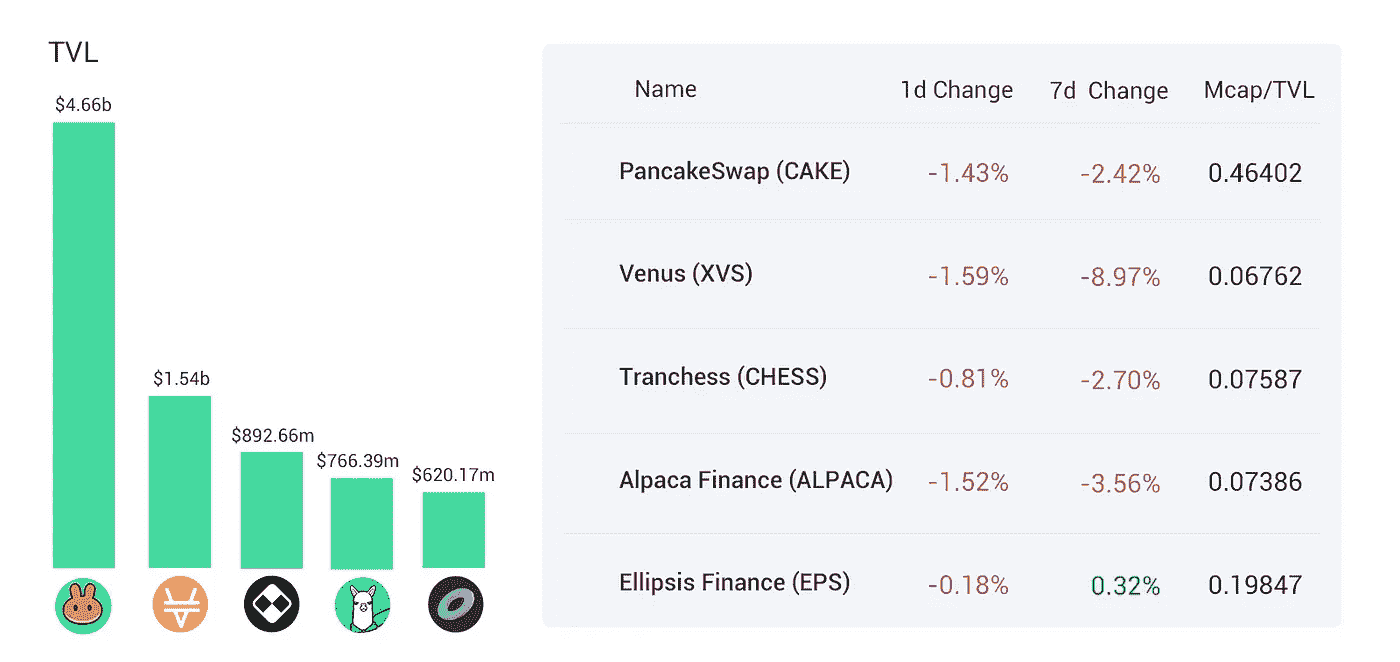 TVL
$4.66b
$1.54b
$892.66m
$766.39m
$620.17m
Name 1d Change 7d Change Mcap/TVL
PancakeSwap (CAKE) -1.43% -2.42% 0.46402
Venus (XVS) -1.59% -8.97% 0.06762
Tranchess (CHESS) -0.81% -2.70% 0.07587
Alpaca Finance (ALPACA) -1.52% -3.56% 0.07386
Ellipsis Finance (EPS) -0.18% 0.32% 0.19847